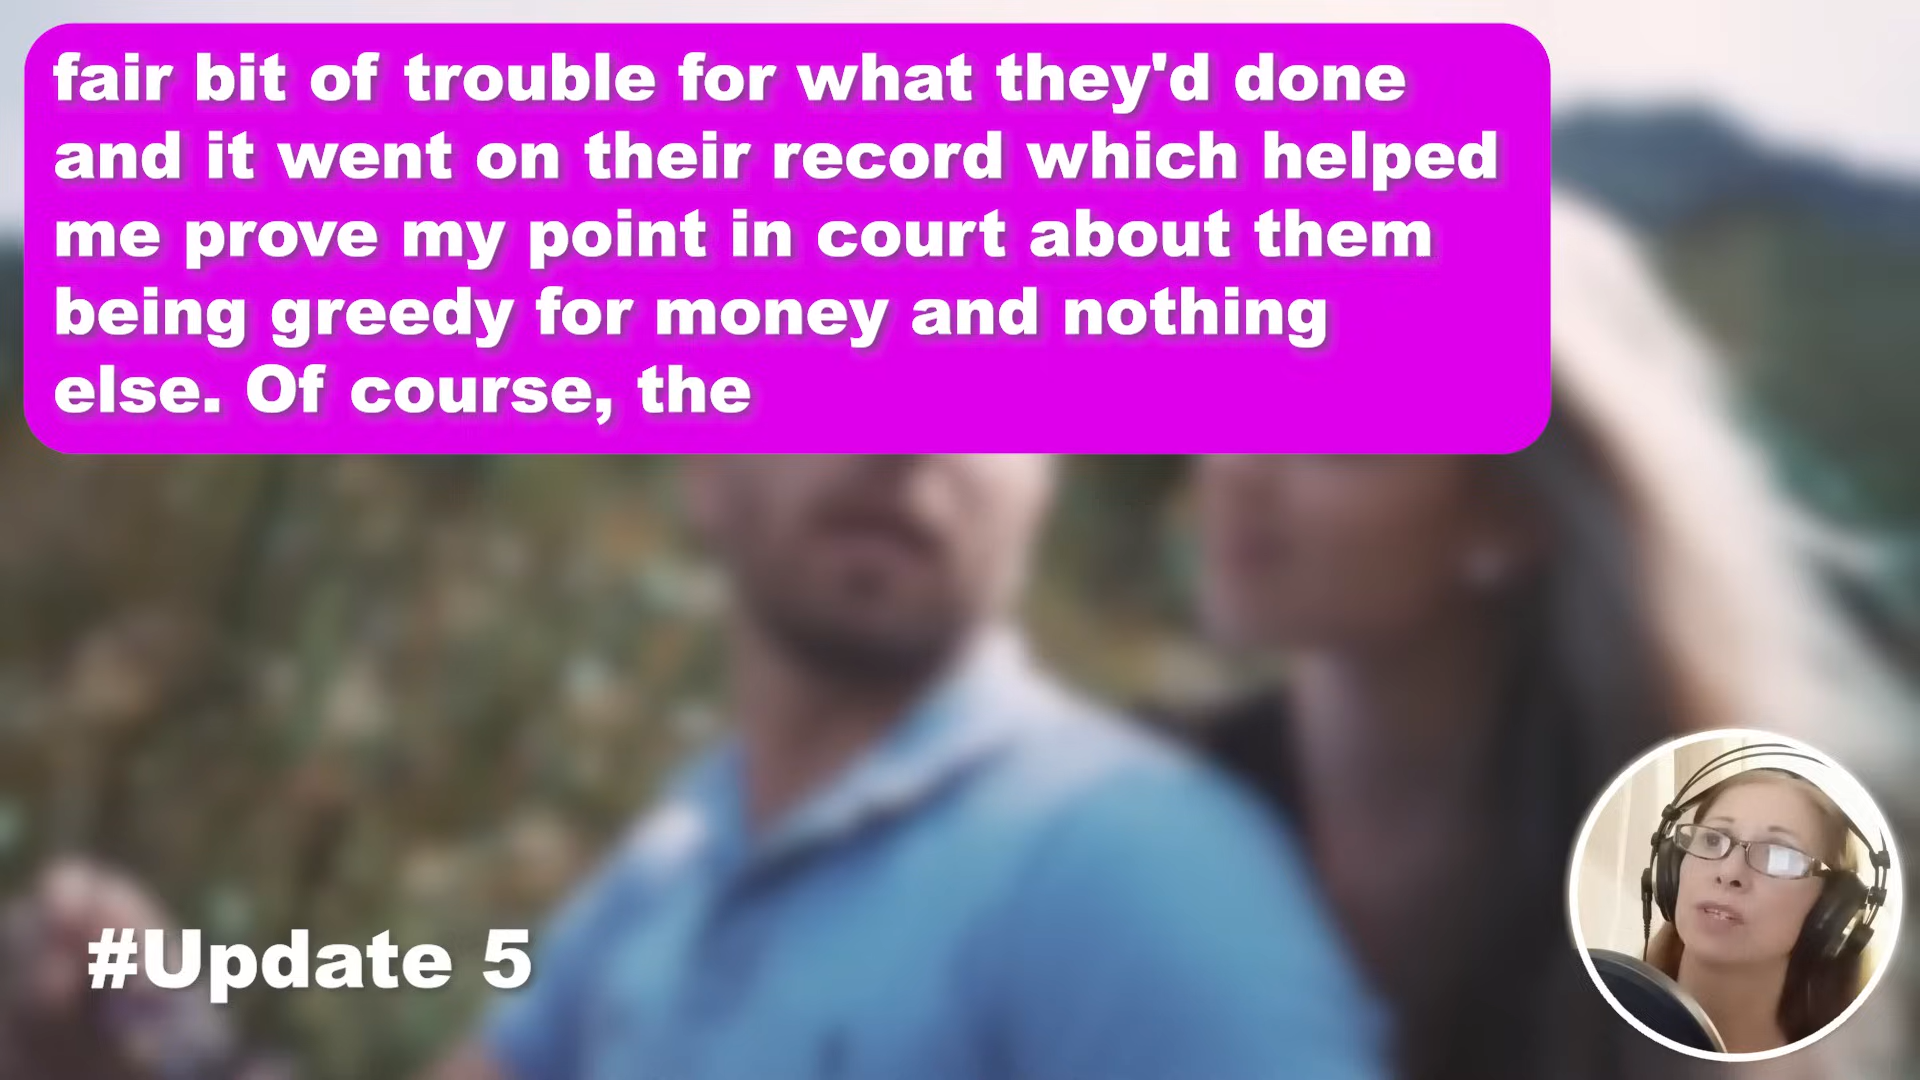 fair bit of trouble for what they'd done
and it went on their record which helped
me prove my point in court about them
being greedy for money and nothing
else. Of course, the
#Update 5